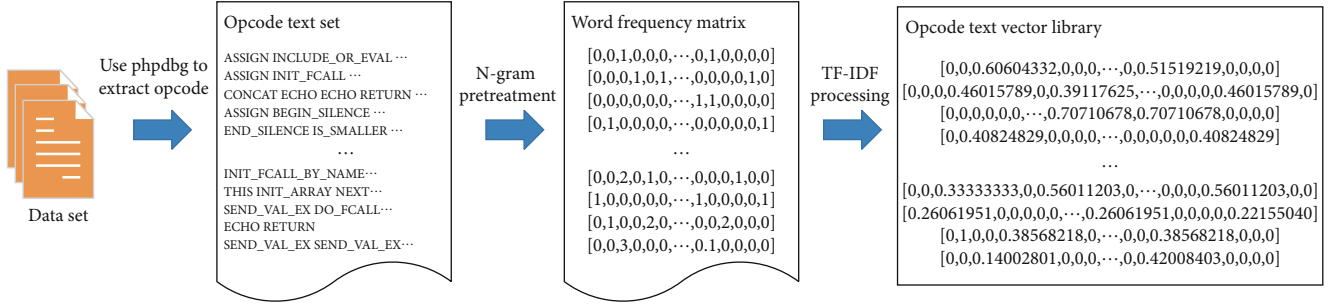 Data set
Use phpdbg to
extract opcode
Opcode text set
ASSIGN INCLUDE_OR_EVAL ⋯
ASSIGN INIT_FCALL ⋯
CONCAT ECHO ECHO RETURN ⋯
ASSIGN BEGIN_SILENCE ⋯
END_SILENCE IS_SMALLER ⋯
⋯
INIT_FCALL_BY_NAME⋯
THIS INIT_ARRAY NEXT⋯
SEND_VAL_EX DO_FCALL⋯
ECHO RETURN
SEND_VAL_EX SEND_VAL_EX⋯
N-gram
pretreatment
Word frequency matrix
[0,0,1,0,0,0,⋯,0,1,0,0,0,0]
[0,0,0,1,0,1,⋯,0,0,0,0,1,0]
[0,0,0,0,0,0,⋯,1,1,0,0,0,0]
[0,1,0,0,0,0,⋯,0,0,0,0,0,1]
⋯
[0,0,2,0,1,0,⋯,0,0,0,1,0,0]
[1,0,0,0,0,0,⋯,1,0,0,0,0,1]
[0,1,0,0,2,0,⋯,0,0,2,0,0,0]
[0,0,3,0,0,0,⋯,0.1,0,0,0,0]
TF-IDF
processing
Opcode text vector library
[0,0,0.60604332,0,0,0,⋯,0,0.51519219,0,0,0,0]
[0,0,0,0.46015789,0,0.39117625,⋯,0,0,0,0,0.46015789,0]
[0,0,0,0,0,0,⋯,0.70710678,0.70710678,0,0,0,0]
[0,0.40824829,0,0,0,0,⋯,0,0,0,0,0,0.40824829]
⋯
[0,0,0.33333333,0,0.56011203,0,⋯,0,0,0,0.56011203,0,0]
[0.26061951,0,0,0,0,0,⋯,0.26061951,0,0,0,0,0.22155040]
[0,1,0,0,0.38568218,0,⋯,0,0,0.38568218,0,0,0]
[0,0,0.14002801,0,0,0,⋯,0,0.42008403,0,0,0,0]